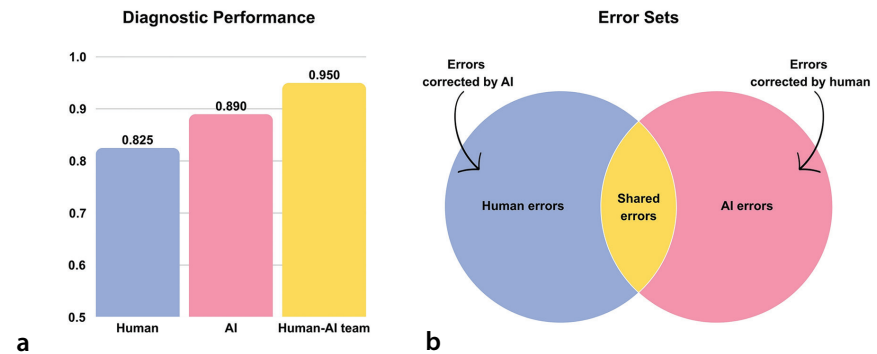 Diagnostic Performance
1.0
0.9
0.8
0.7
0.6
0.5
0.825
0.890
0.950
Human
AI
Human-AI team
a
Error Sets
Errors
corrected by AI
Errors
corrected by human
Human errors
Shared
errors
AI errors
b